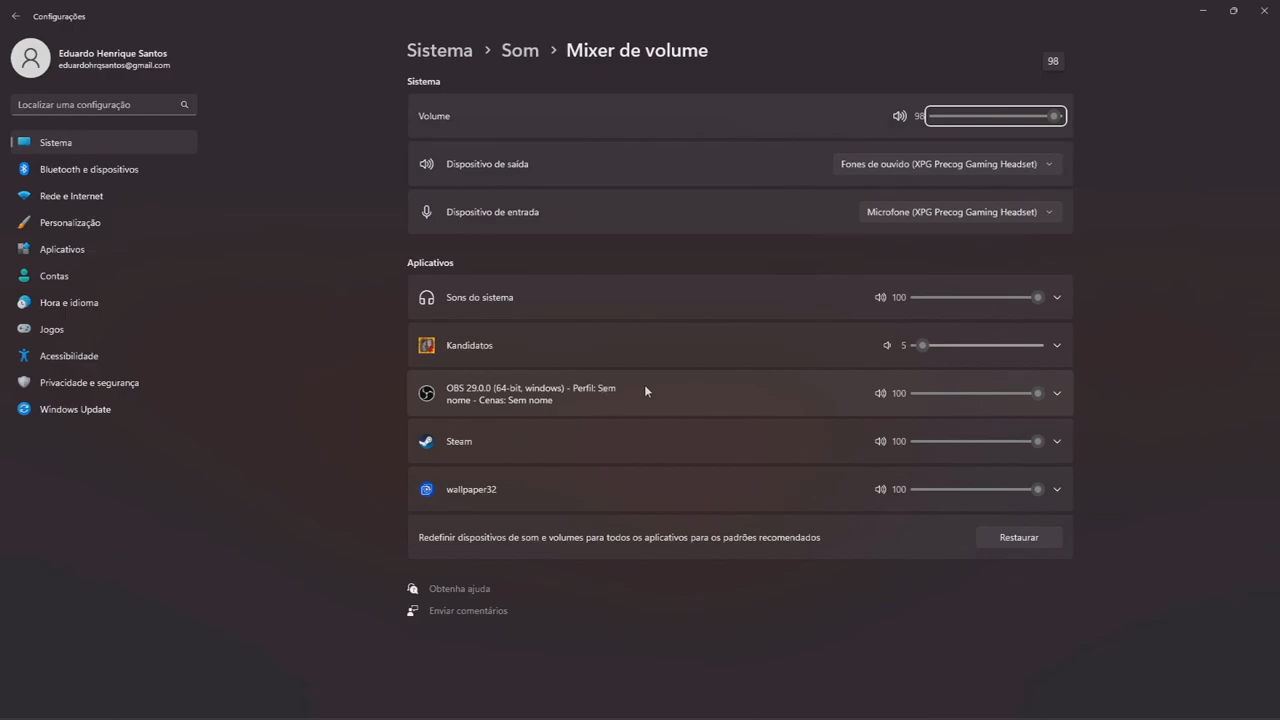 Configurações
Eduardo Henrique Santos
eduardohrqsantos@gmail.com
Localizar uma configuração
Sistema
Bluetooth e dispositivos
Rede e Internet
Personalização
Aplicativos
Contas
Hora e idioma
Jogos
Acessibilidade
Privacidade e segurança
Windows Update
Sistema > Som > Mixer de volume
98
Sistema
Volume 98
Dispositivo de saída Fones de ouvido (XPG Precog Gaming Headset)
Dispositivo de entrada Microfone (XPG Precog Gaming Headset)
Aplicativos
Sons do sistema 100
Kandidatos 5
OBS 29.0.0 (64-bit, windows) - Perfil: Sem
nome - Cenas: Sem nome 100
Steam 100
wallpaper32 100
Redefinir dispositivos de som e volumes para todos os aplicativos para os padrões recomendados Restaurar
Obtenha ajuda
Enviar comentários